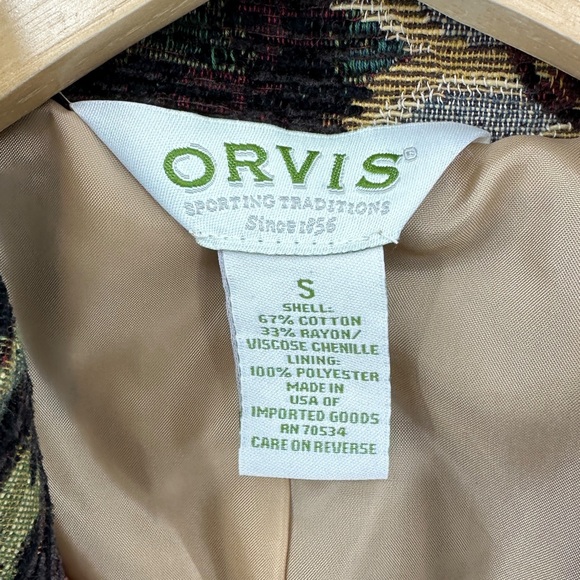 ORVIS®
SPORTING TRADITIONS
Since 1856
S
SHELL:
67% COTTON
33% RAYON/
VISCOSE CHENILLE
LINING:
100% POLYESTER
MADE IN
USA OF
IMPORTED GOODS
RN 70534
CARE ON REVERSE